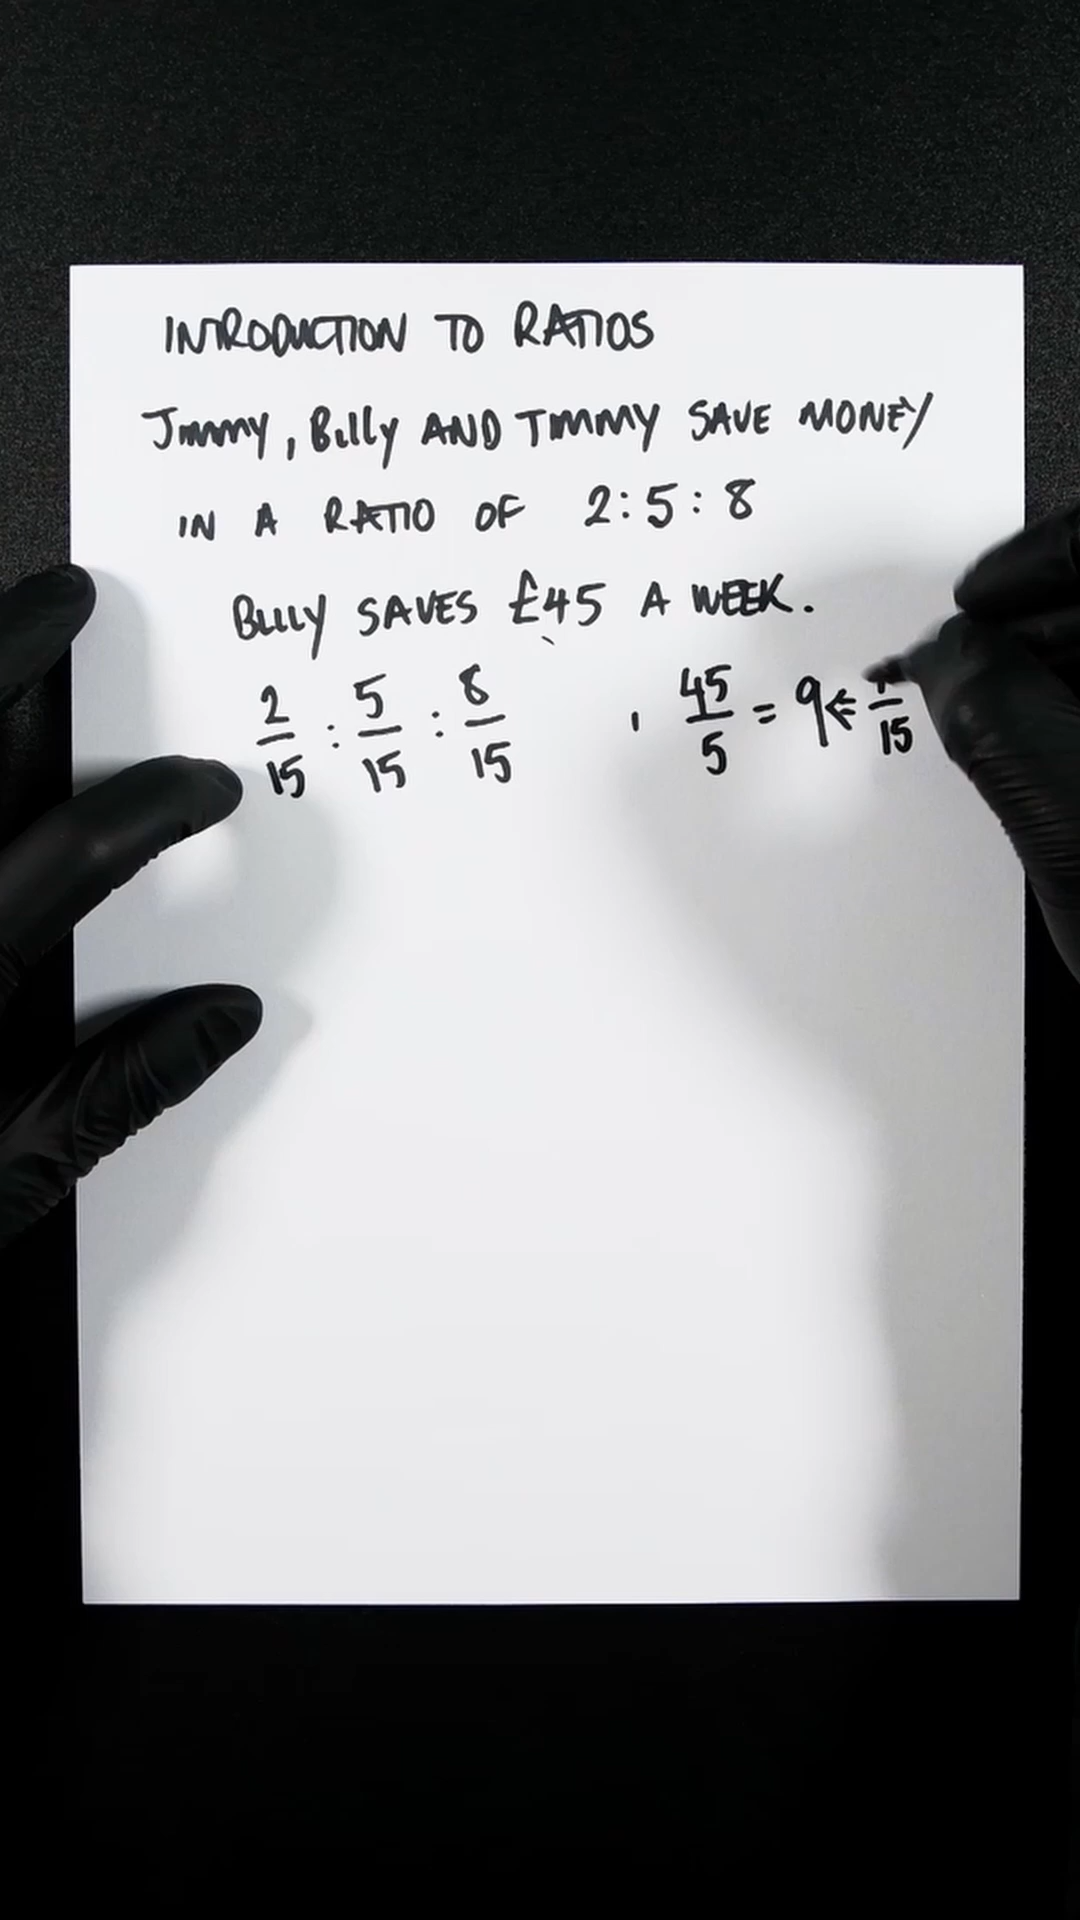 INTRODUCTION TO RATIOS
Jimmy, Billy AND TIMMY SAVE MONEY
IN A RATIO OF 2:5:8
BILLY SAVES £45 A WEEK.
2/15 : 5/15 : 8/15 , 45/5 = 9 ⇐ /15